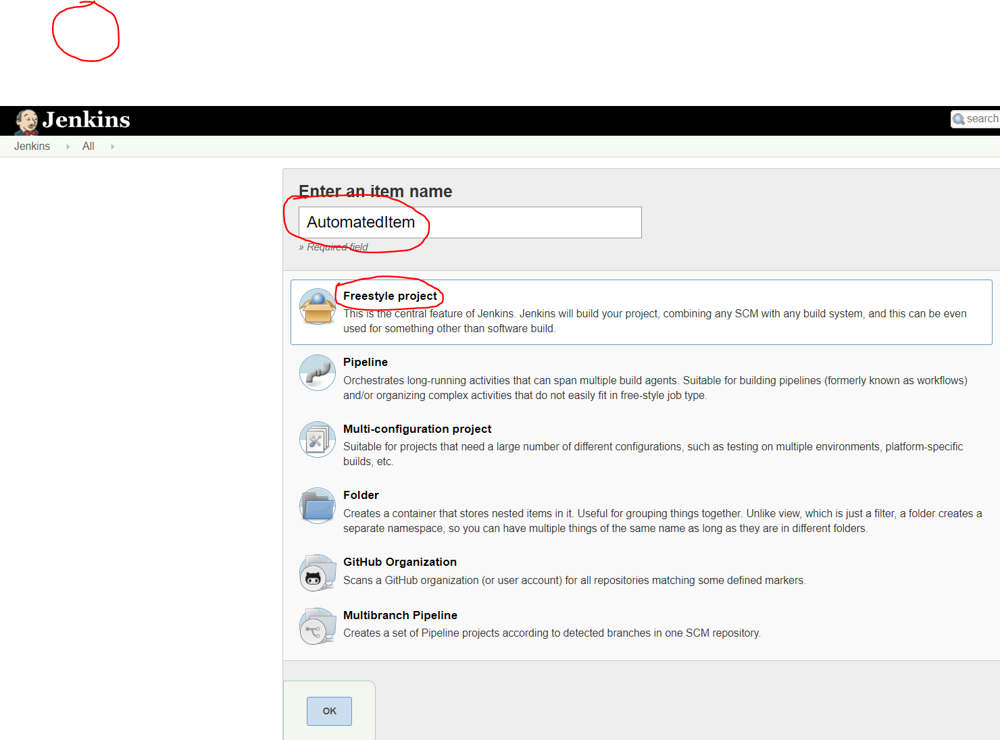 Jenkins
search
Jenkins All
Enter an item name
AutomatedItem
» Required field
Freestyle project
This is the central feature of Jenkins. Jenkins will build your project, combining any SCM with any build system, and this can be even
used for something other than software build.
Pipeline
Orchestrates long-running activities that can span multiple build agents. Suitable for building pipelines (formerly known as workflows)
and/or organizing complex activities that do not easily fit in free-style job type.
Multi-configuration project
Suitable for projects that need a large number of different configurations, such as testing on multiple environments, platform-specific
builds, etc.
Folder
Creates a container that stores nested items in it. Useful for grouping things together. Unlike view, which is just a filter, a folder creates a
separate namespace, so you can have multiple things of the same name as long as they are in different folders.
GitHub Organization
Scans a GitHub organization (or user account) for all repositories matching some defined markers.
Multibranch Pipeline
Creates a set of Pipeline projects according to detected branches in one SCM repository.
OK